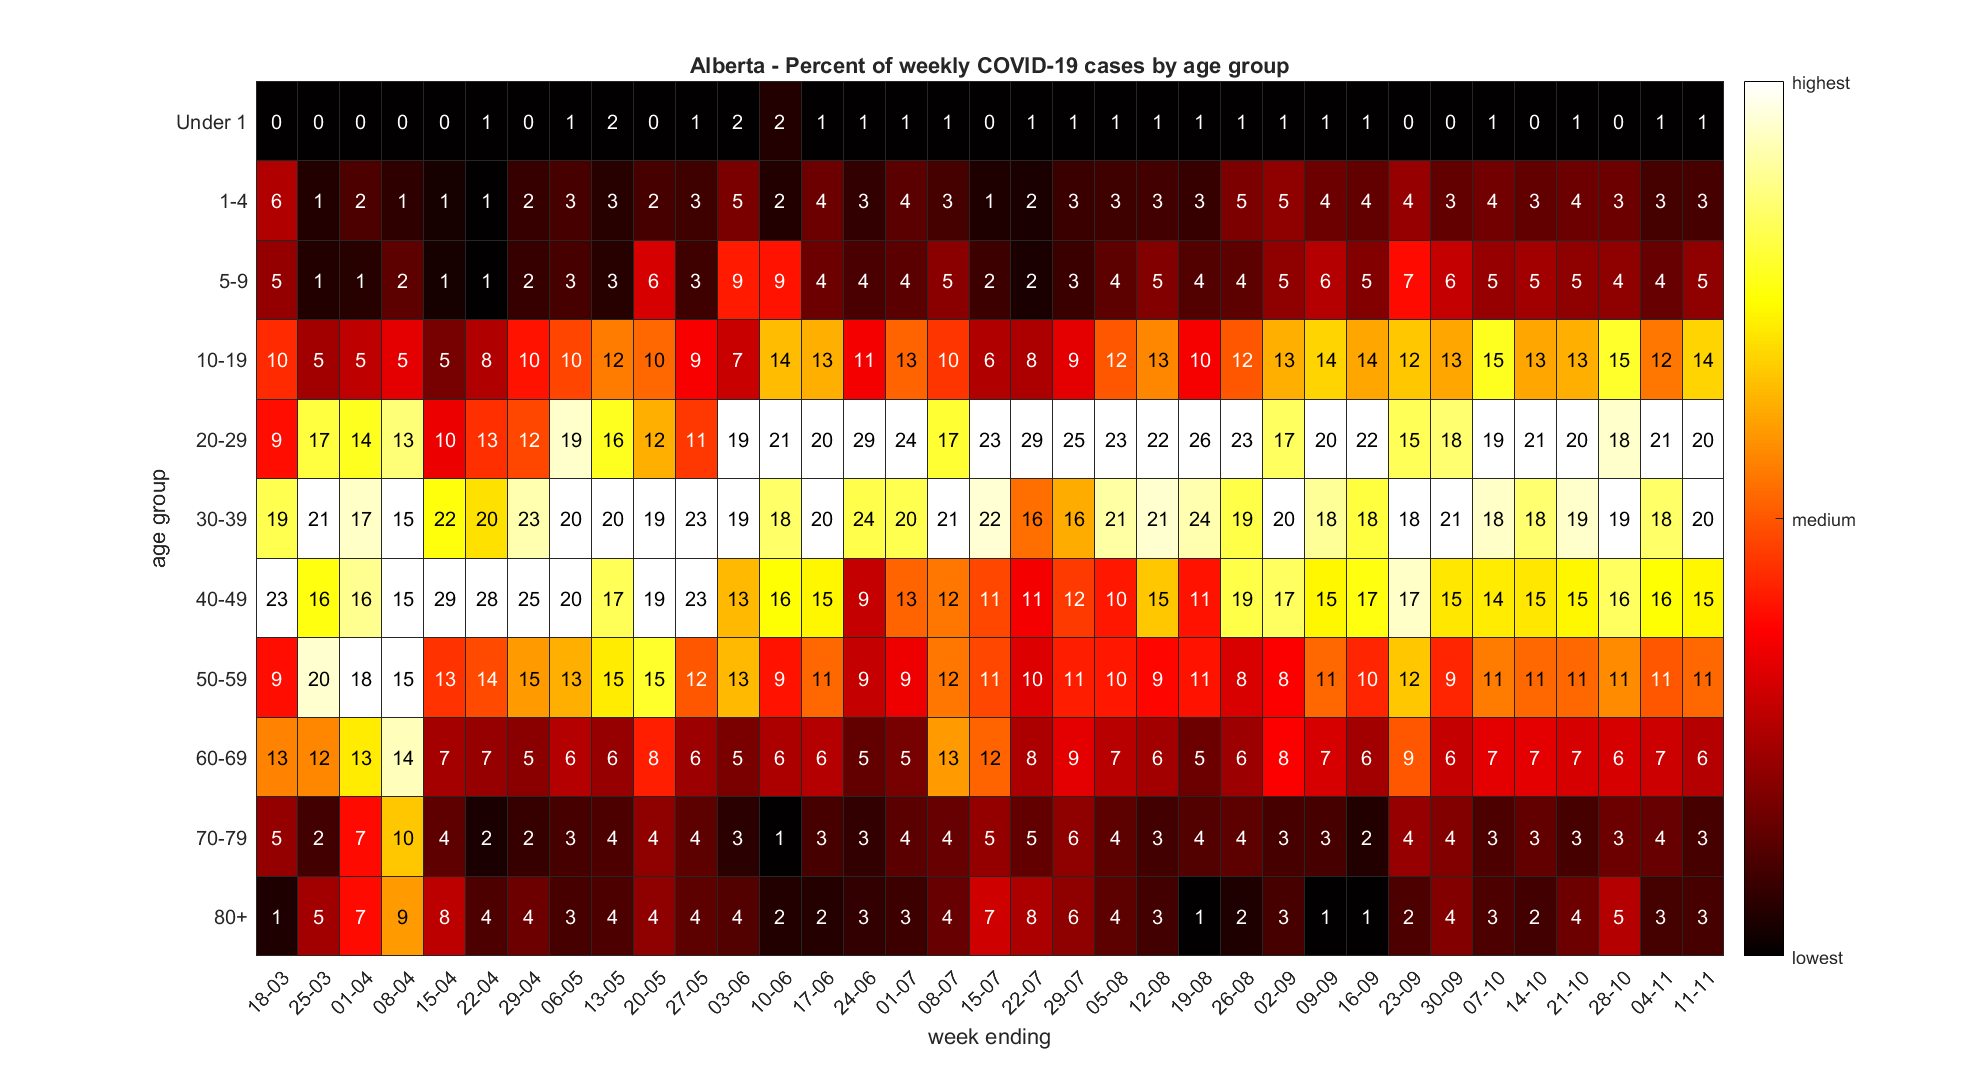 Alberta - Percent of weekly COVID-19 cases by age group
highest
Under 1 0 0 0 0 0 1 0 1 2 0 1 2 2 1 1 1 1 0 1 1 1 1 1 1 1 1 1 0 0 1 0 1 0 1 1
1-4 6 1 2 1 1 1 2 3 3 2 3 5 2 4 3 4 3 1 2 3 3 3 3 5 5 4 4 4 3 4 3 4 3 3 3
5-9 5 1 1 2 1 1 2 3 3 6 3 9 9 4 4 4 5 2 2 3 4 5 4 4 5 6 5 7 6 5 5 5 4 4 5
10-19 10 5 5 5 5 8 10 10 12 10 9 7 14 13 11 13 10 6 8 9 12 13 10 12 13 14 14 12 13 15 13 13 15 12 14
20-29 9 17 14 13 10 13 12 19 16 12 11 19 21 20 29 24 17 23 29 25 23 22 26 23 17 20 22 15 18 19 21 20 18 21 20
30-39 19 21 17 15 22 20 23 20 20 19 23 19 18 20 24 20 21 22 16 16 21 21 24 19 20 18 18 18 21 18 18 19 19 18 20
medium
40-49 23 16 16 15 29 28 25 20 17 19 23 13 16 15 9 13 12 11 11 12 10 15 11 19 17 15 17 17 15 14 15 15 16 16 15
50-59 9 20 18 15 13 14 15 13 15 15 12 13 9 11 9 9 12 11 10 11 10 9 11 8 8 11 10 12 9 11 11 11 11 11 11
60-69 13 12 13 14 7 7 5 6 6 8 6 5 6 6 5 5 13 12 8 9 7 6 5 6 8 7 6 9 6 7 7 7 6 7 6
70-79 5 2 7 10 4 2 2 3 4 4 4 3 1 3 3 4 4 5 5 6 4 3 4 4 3 3 2 4 4 3 3 3 3 4 3
80+ 1 5 7 9 8 4 4 3 4 4 4 4 2 2 3 3 4 7 8 6 4 3 1 2 3 1 1 2 4 3 2 4 5 3 3
lowest
age group
18-03 25-03 01-04 08-04 15-04 22-04 29-04 06-05 13-05 20-05 27-05 03-06 10-06 17-06 24-06 01-07 08-07 15-07 22-07 29-07 05-08 12-08 19-08 26-08 02-09 09-09 16-09 23-09 30-09 07-10 14-10 21-10 28-10 04-11 11-11
week ending